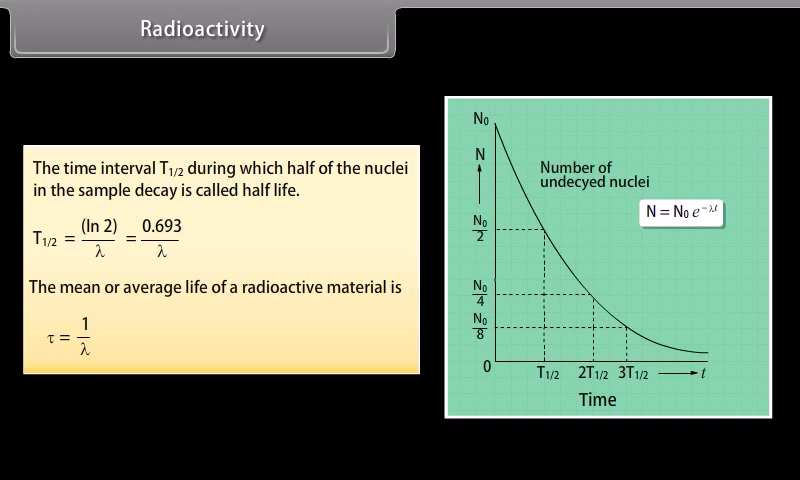 Radioactivity
The time interval T1/2 during which half of the nuclei
in the sample decay is called half life.
T1/2 = (ln 2)/λ = 0.693/λ
The mean or average life of a radioactive material is
τ = 1/λ
N0
N
Number of
undecyed nuclei
N = N0 e^−λt
N0/2
N0/4
N0/8
0
T1/2 2T1/2 3T1/2 t
Time